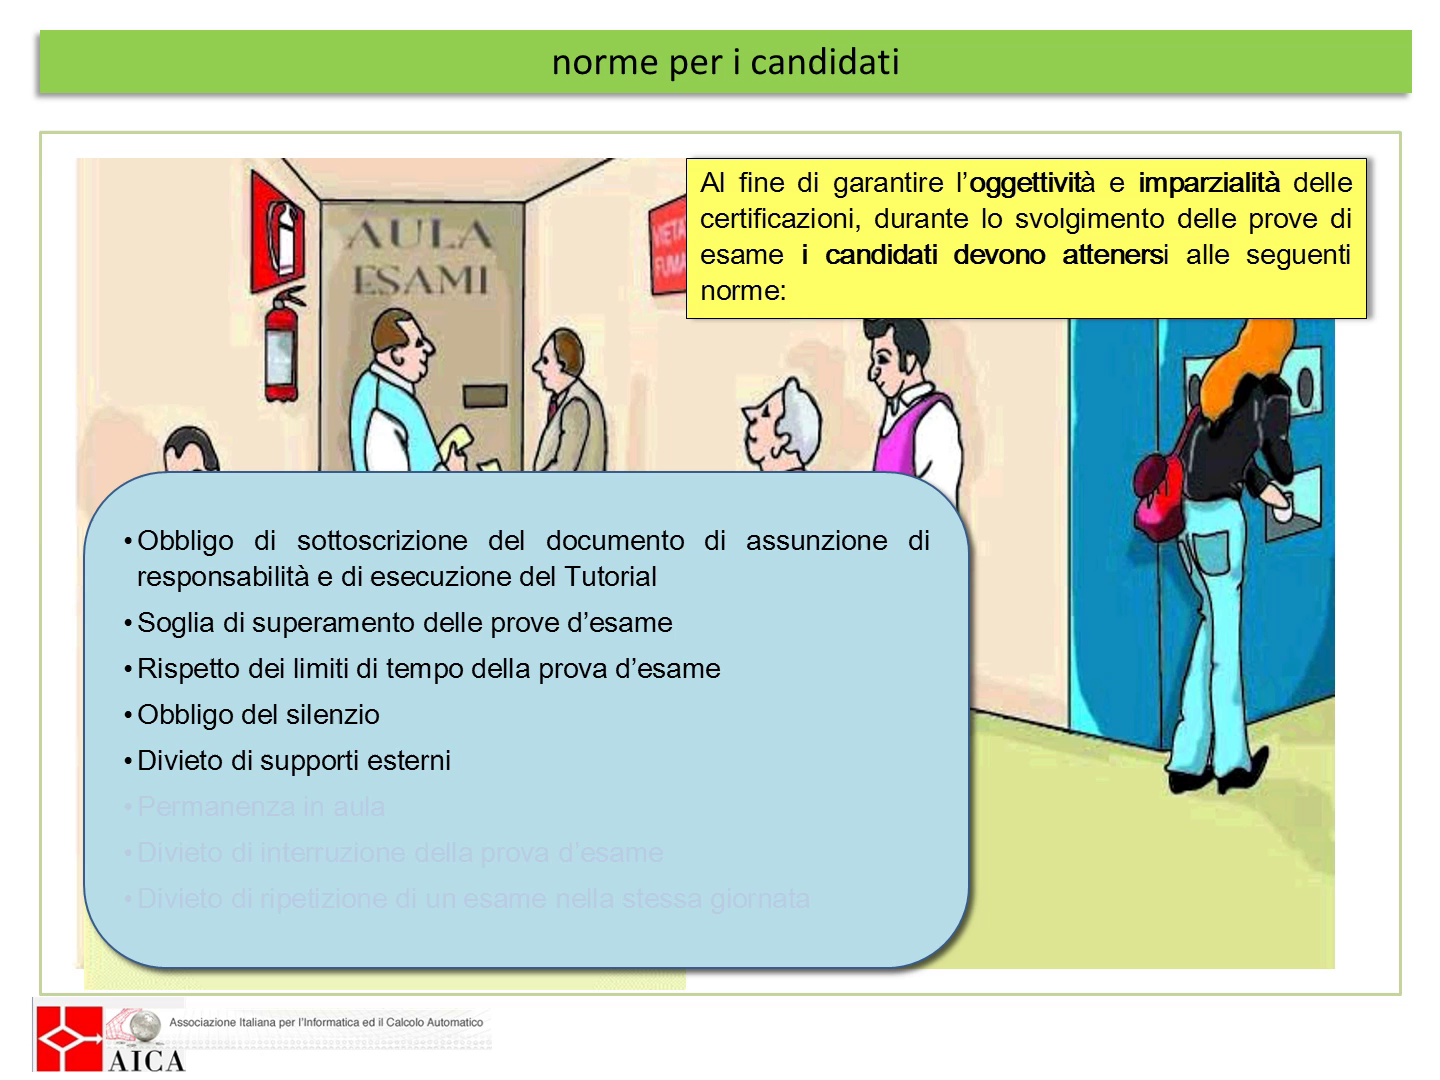 norme per i candidati
AULA
ESAMI
Al fine di garantire l’oggettività e imparzialità delle
certificazioni, durante lo svolgimento delle prove di
esame i candidati devono attenersi alle seguenti
norme:
VIETA
FUMA
•Obbligo di sottoscrizione del documento di assunzione di
responsabilità e di esecuzione del Tutorial
•Soglia di superamento delle prove d’esame
•Rispetto dei limiti di tempo della prova d’esame
•Obbligo del silenzio
•Divieto di supporti esterni
•Permanenza in aula
•Divieto di interruzione della prova d’esame
•Divieto di ripetizione di un esame nella stessa giornata
Associazione Italiana per l'Informatica ed il Calcolo Automatico
AICA